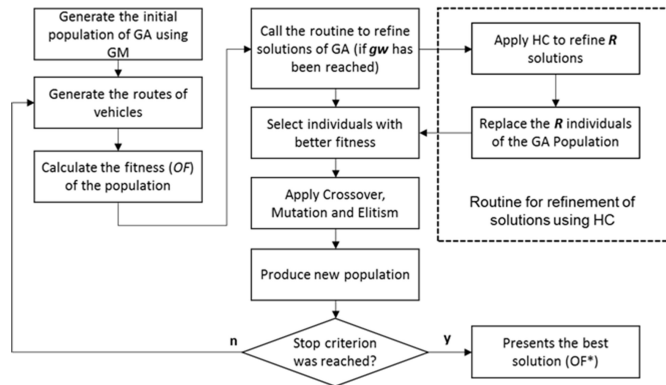 Generate the initial
population of GA using
GM
Generate the routes of
vehicles
Calculate the fitness (OF)
of the population
Call the routine to refine
solutions of GA (if gw has
been reached)
Select individuals with
better fitness
Apply Crossover,
Mutation and Elitism
Produce new population
n
Stop criterion
was reached?
y
Apply HC to refine R
solutions
Replace the R individuals
of the GA Population
Routine for refinement of
solutions using HC
Presents the best
solution (OF*)